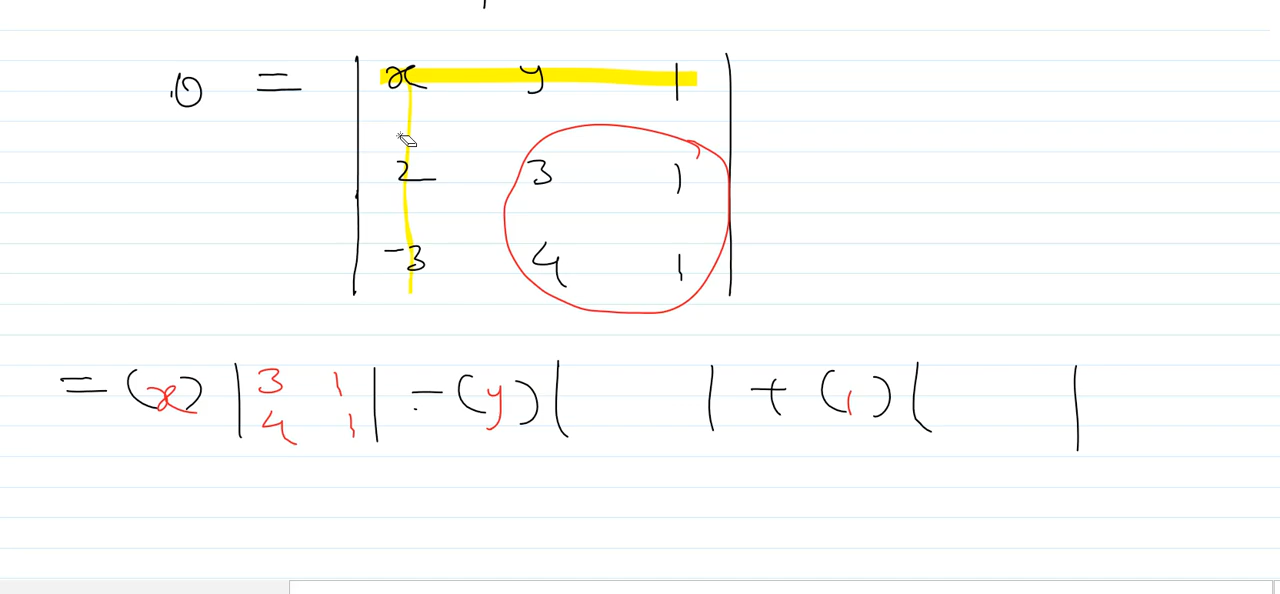 0 = | x y 1 |
| 2 3 1 |
| -3 4 1 |
= (x) | 3 1 | - (y) | | + (1) | |
| 4 1 |